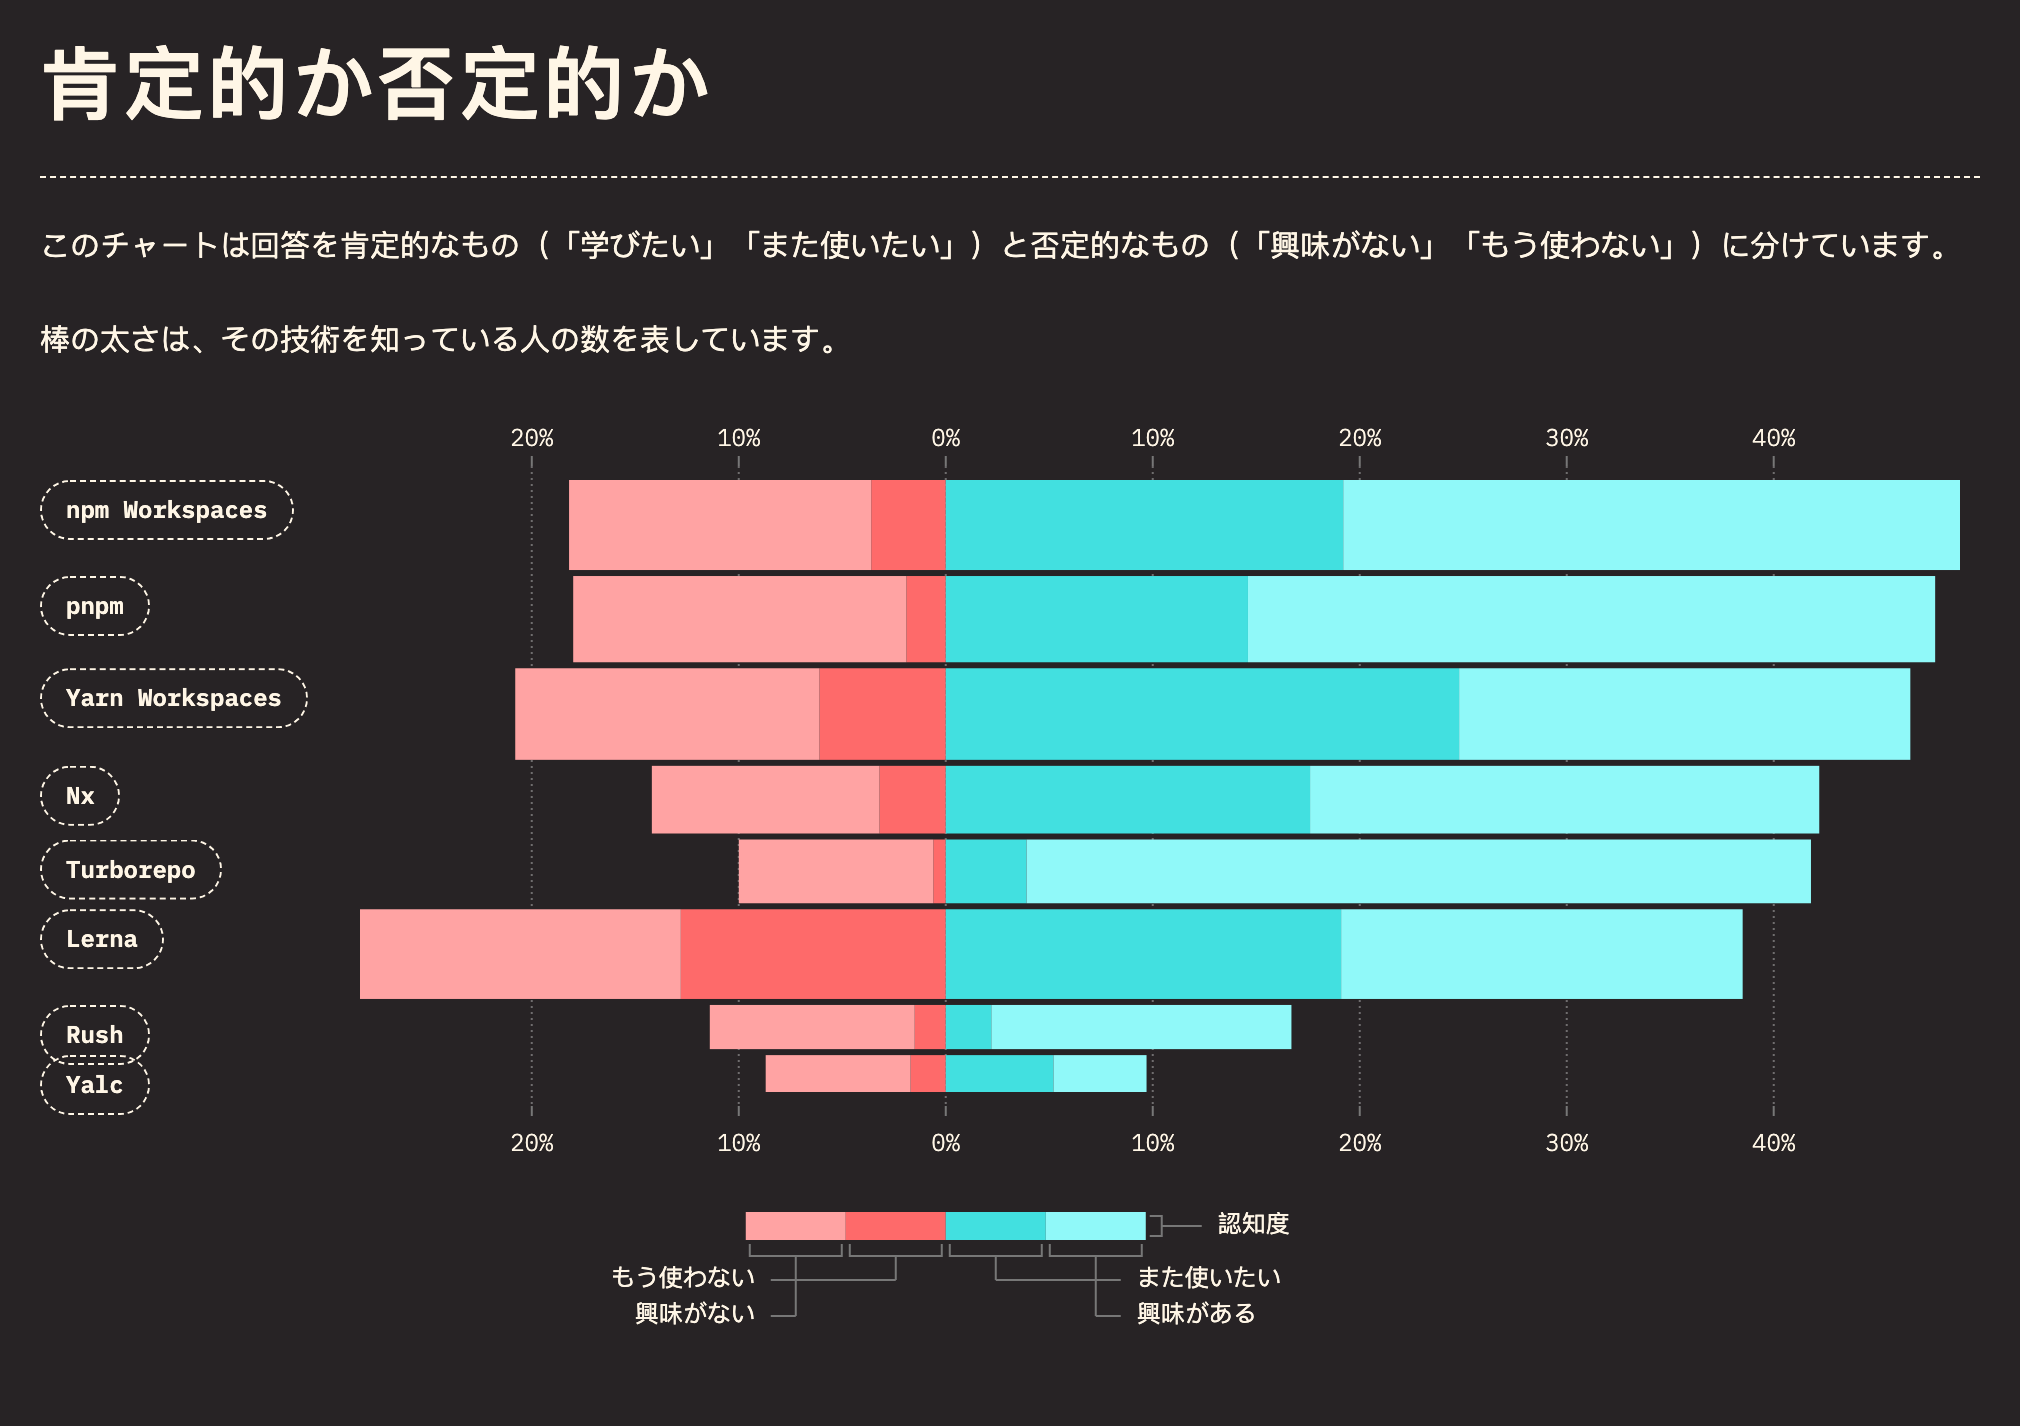 肯定的か否定的か
このチャートは回答を肯定的なもの（「学びたい」「また使いたい」）と否定的なもの（「興味がない」「もう使わない」）に分けています。
棒の太さは、その技術を知っている人の数を表しています。
20% 10% 0% 10% 20% 30% 40%
npm Workspaces
pnpm
Yarn Workspaces
Nx
Turborepo
Lerna
Rush
Yalc
20% 10% 0% 10% 20% 30% 40%
認知度
もう使わない また使いたい
興味がない 興味がある